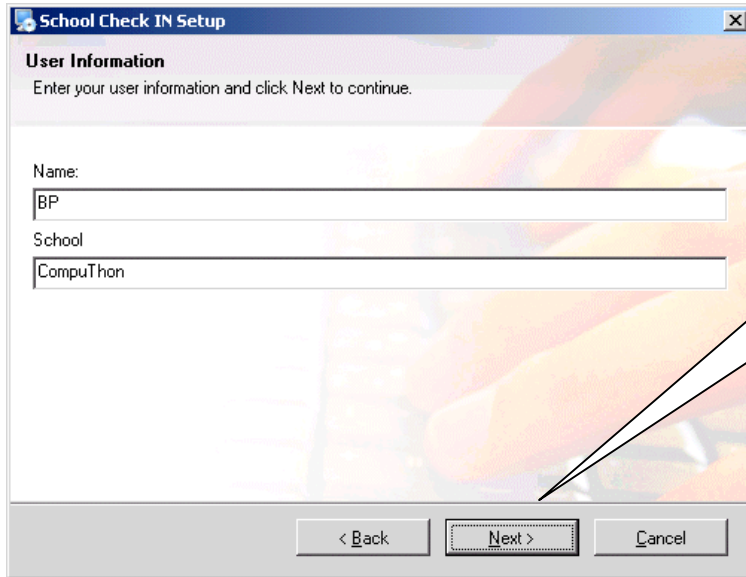 School Check IN Setup
User Information
Enter your user information and click Next to continue.
Name:
BP
School
CompuThon
< Back
Next >
Cancel